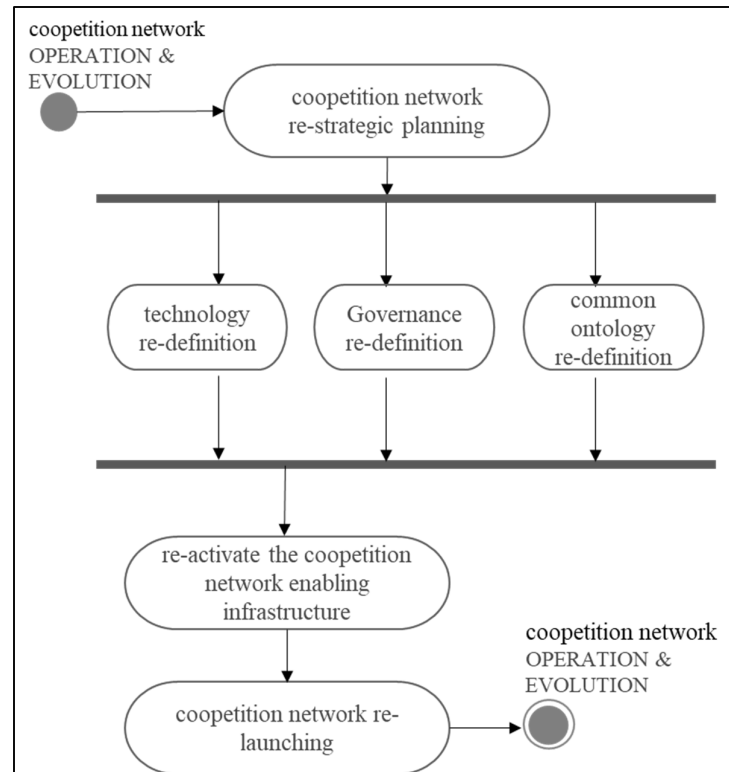 coopetition network
OPERATION &
EVOLUTION
coopetition network
re-strategic planning
technology
re-definition
Governance
re-definition
common
ontology
re-definition
re-activate the coopetition
network enabling
infrastructure
coopetition network
OPERATION &
EVOLUTION
coopetition network re-
launching